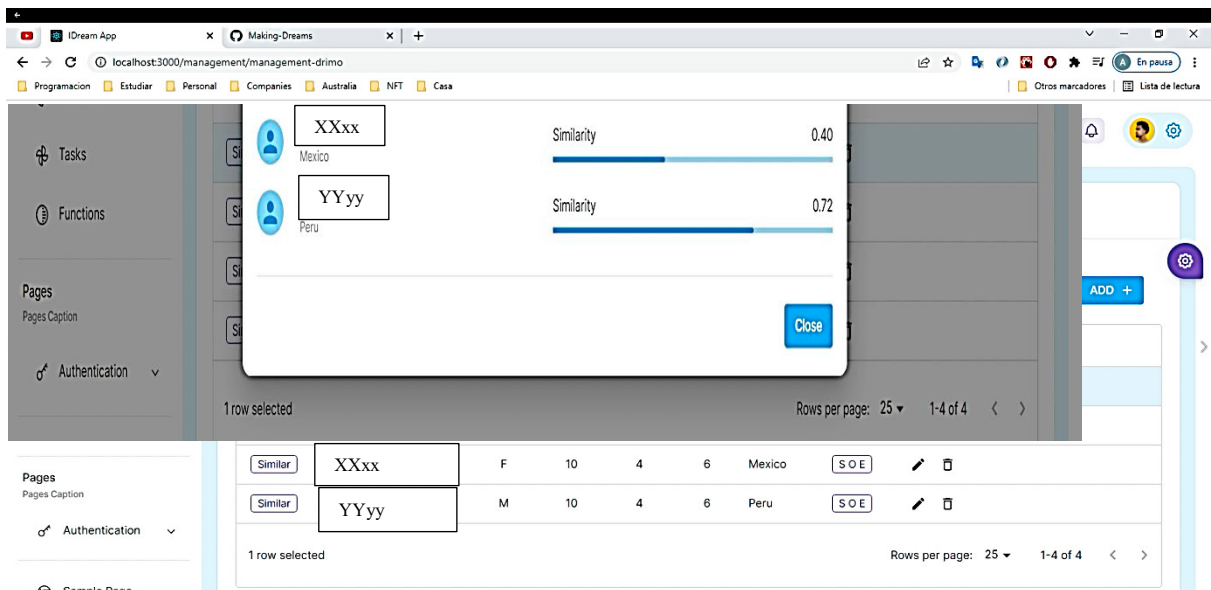 IDream App
Making-Dreams
localhost:3000/management/management-drimo
A En pausa
Programacion Estudiar Personal Companies Australia NFT Casa Otros marcadores Lista de lectura
XXxx Similarity 0.40
Mexico
Tasks
YYyy Similarity 0.72
Peru
Functions
Pages
Pages Caption
ADD +
Close
Authentication
1 row selected Rows per page: 25 1-4 of 4
Similar XXxx F 10 4 6 Mexico S O E
Pages
Pages Caption
Similar YYyy M 10 4 6 Peru S O E
Authentication
1 row selected Rows per page: 25 1-4 of 4